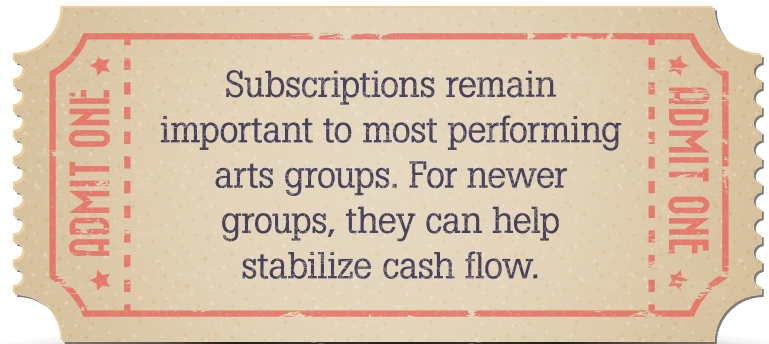 ADMIT ONE
Subscriptions remain
important to most performing
arts groups. For newer
groups, they can help
stabilize cash flow.
ADMIT ONE